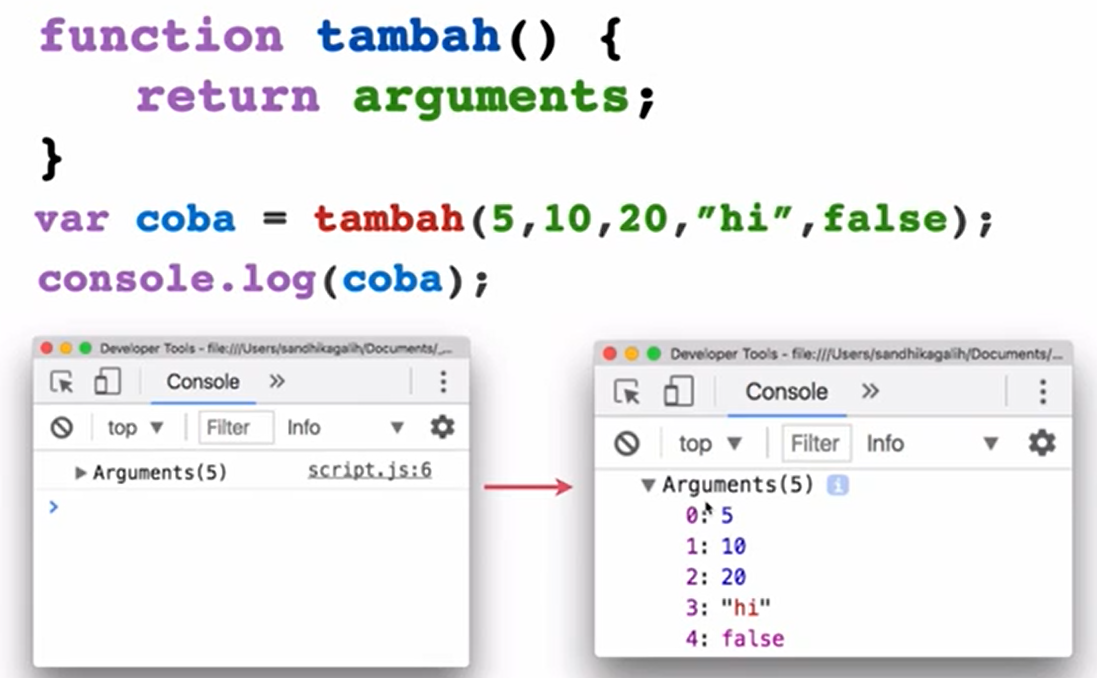 function tambah() {
return arguments;
}
var coba = tambah(5,10,20,”hi”,false);
console.log(coba);
Developer Tools - file:///Users/sandhikagalih/Documents/_...
Console »
top ▼ Filter Info ▼
▶ Arguments(5) script.js:6
>
Developer Tools - file:///Users/sandhikagalih/Documents/...
Console »
top ▼ Filter Info ▼
▼ Arguments(5) i
0: 5
1: 10
2: 20
3: "hi"
4: false